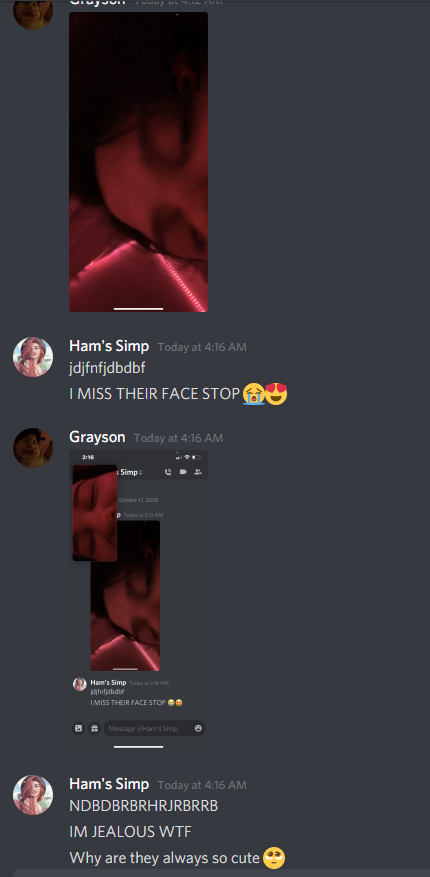 Grayson Today at 4:12 AM
Ham's Simp Today at 4:16 AM
jdjfnfjdbdbf
I MISS THEIR FACE STOP 😭😍
Grayson Today at 4:16 AM
2:16
s Simp
October 17, 2020
p Today at 2:12 AM
Ham's Simp Today at 2:16 AM
jdjfnfjdbdbf
I MISS THEIR FACE STOP 😭😍
Message @Ham's Simp
Ham's Simp Today at 4:16 AM
NDBDBRBRHRJRBRRB
IM JEALOUS WTF
Why are they always so cute 🥺